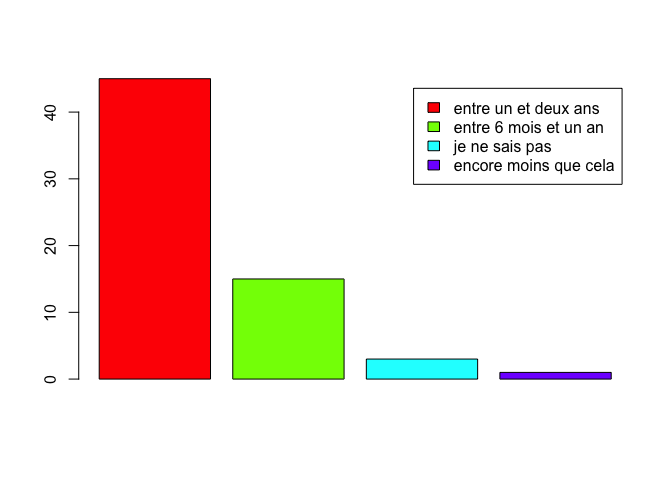 40
30
20
10
0
entre un et deux ans
entre 6 mois et un an
je ne sais pas
encore moins que cela